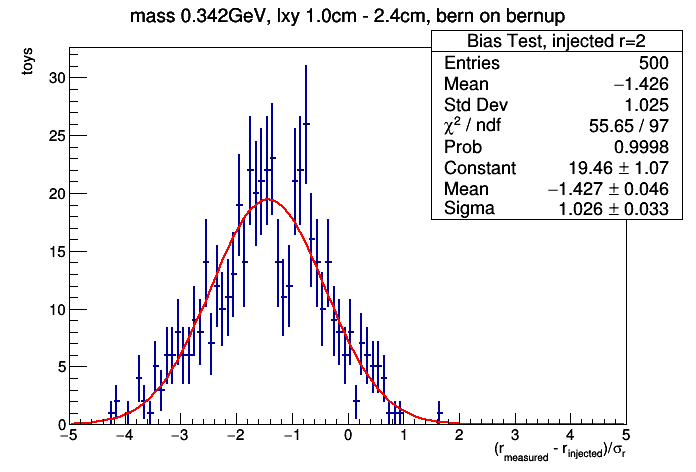 mass 0.342GeV, lxy 1.0cm - 2.4cm, bern on bernup
Bias Test, injected r=2
Entries 500
Mean −1.426
Std Dev 1.025
χ² / ndf 55.65 / 97
Prob 0.9998
Constant 19.46 ± 1.07
Mean −1.427 ± 0.046
Sigma 1.026 ± 0.033
toys
30
25
20
15
10
5
0
−5 −4 −3 −2 −1 0 1 2 3 4 5
(r_measured - r_injected)/σ_r